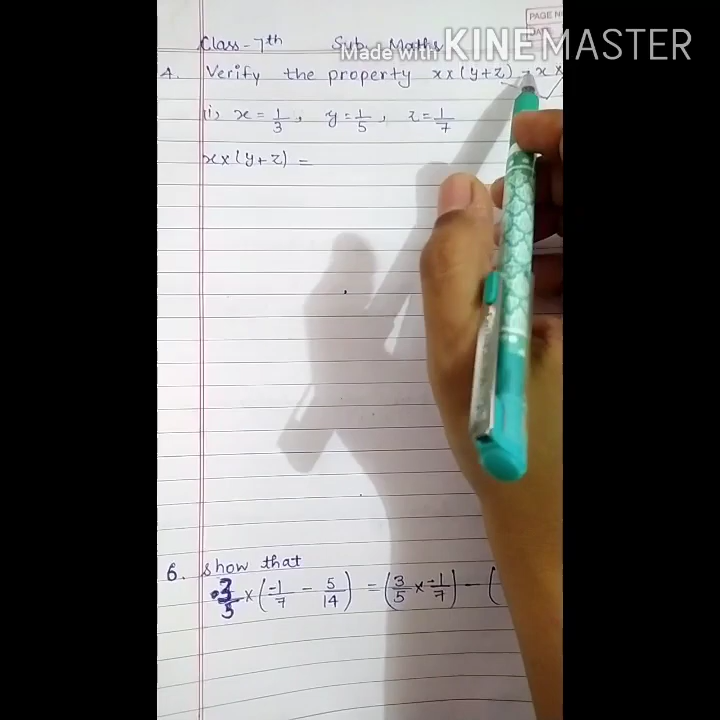 PAGE N
Class - 7th Sub Maths
Made with KINEMASTER
4. Verify the property x×(y+z) = x×
(i) x = 1/3, y = 1/5, z = 1/7
x×(y+z) =
6. show that
3/5 × (-1/7 - 5/14) = (3/5 × -1/7) - (